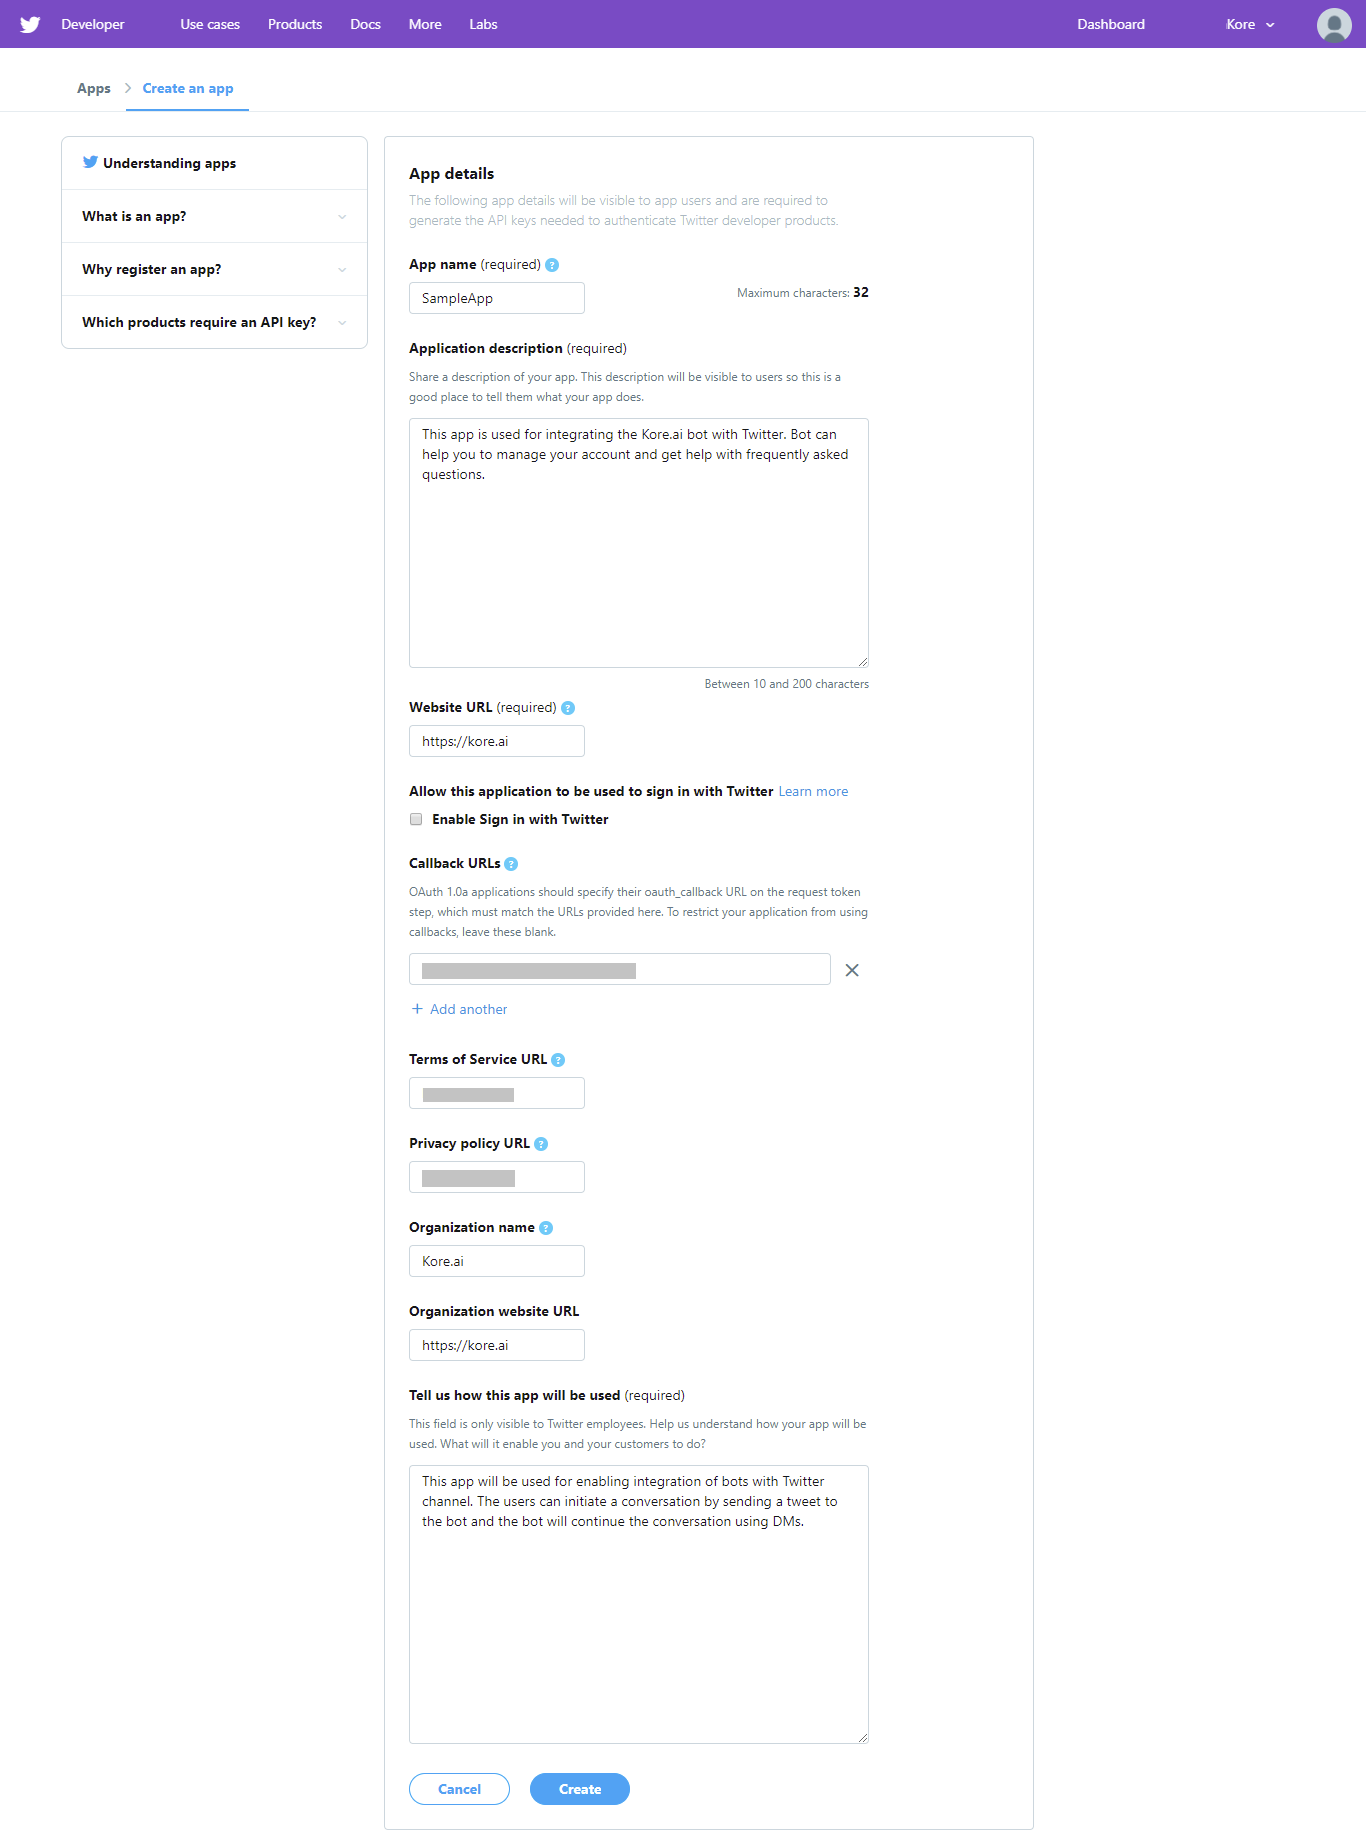 Developer Use cases Products Docs More Labs Dashboard Kore
Apps Create an app
Understanding apps
What is an app?
Why register an app?
Which products require an API key?
App details
The following app details will be visible to app users and are required to
generate the API keys needed to authenticate Twitter developer products.
App name (required) ?
SampleApp
Maximum characters: 32
Application description (required)
Share a description of your app. This description will be visible to users so this is a
good place to tell them what your app does.
This app is used for integrating the Kore.ai bot with Twitter. Bot can
help you to manage your account and get help with frequently asked
questions.
Between 10 and 200 characters
Website URL (required) ?
https://kore.ai
Allow this application to be used to sign in with Twitter Learn more
Enable Sign in with Twitter
Callback URLs ?
OAuth 1.0a applications should specify their oauth_callback URL on the request token
step, which must match the URLs provided here. To restrict your application from using
callbacks, leave these blank.
+ Add another
Terms of Service URL ?
Privacy policy URL ?
Organization name ?
Kore.ai
Organization website URL
https://kore.ai
Tell us how this app will be used (required)
This field is only visible to Twitter employees. Help us understand how your app will be
used. What will it enable you and your customers to do?
This app will be used for enabling integration of bots with Twitter
channel. The users can initiate a conversation by sending a tweet to
the bot and the bot will continue the conversation using DMs.
Cancel Create